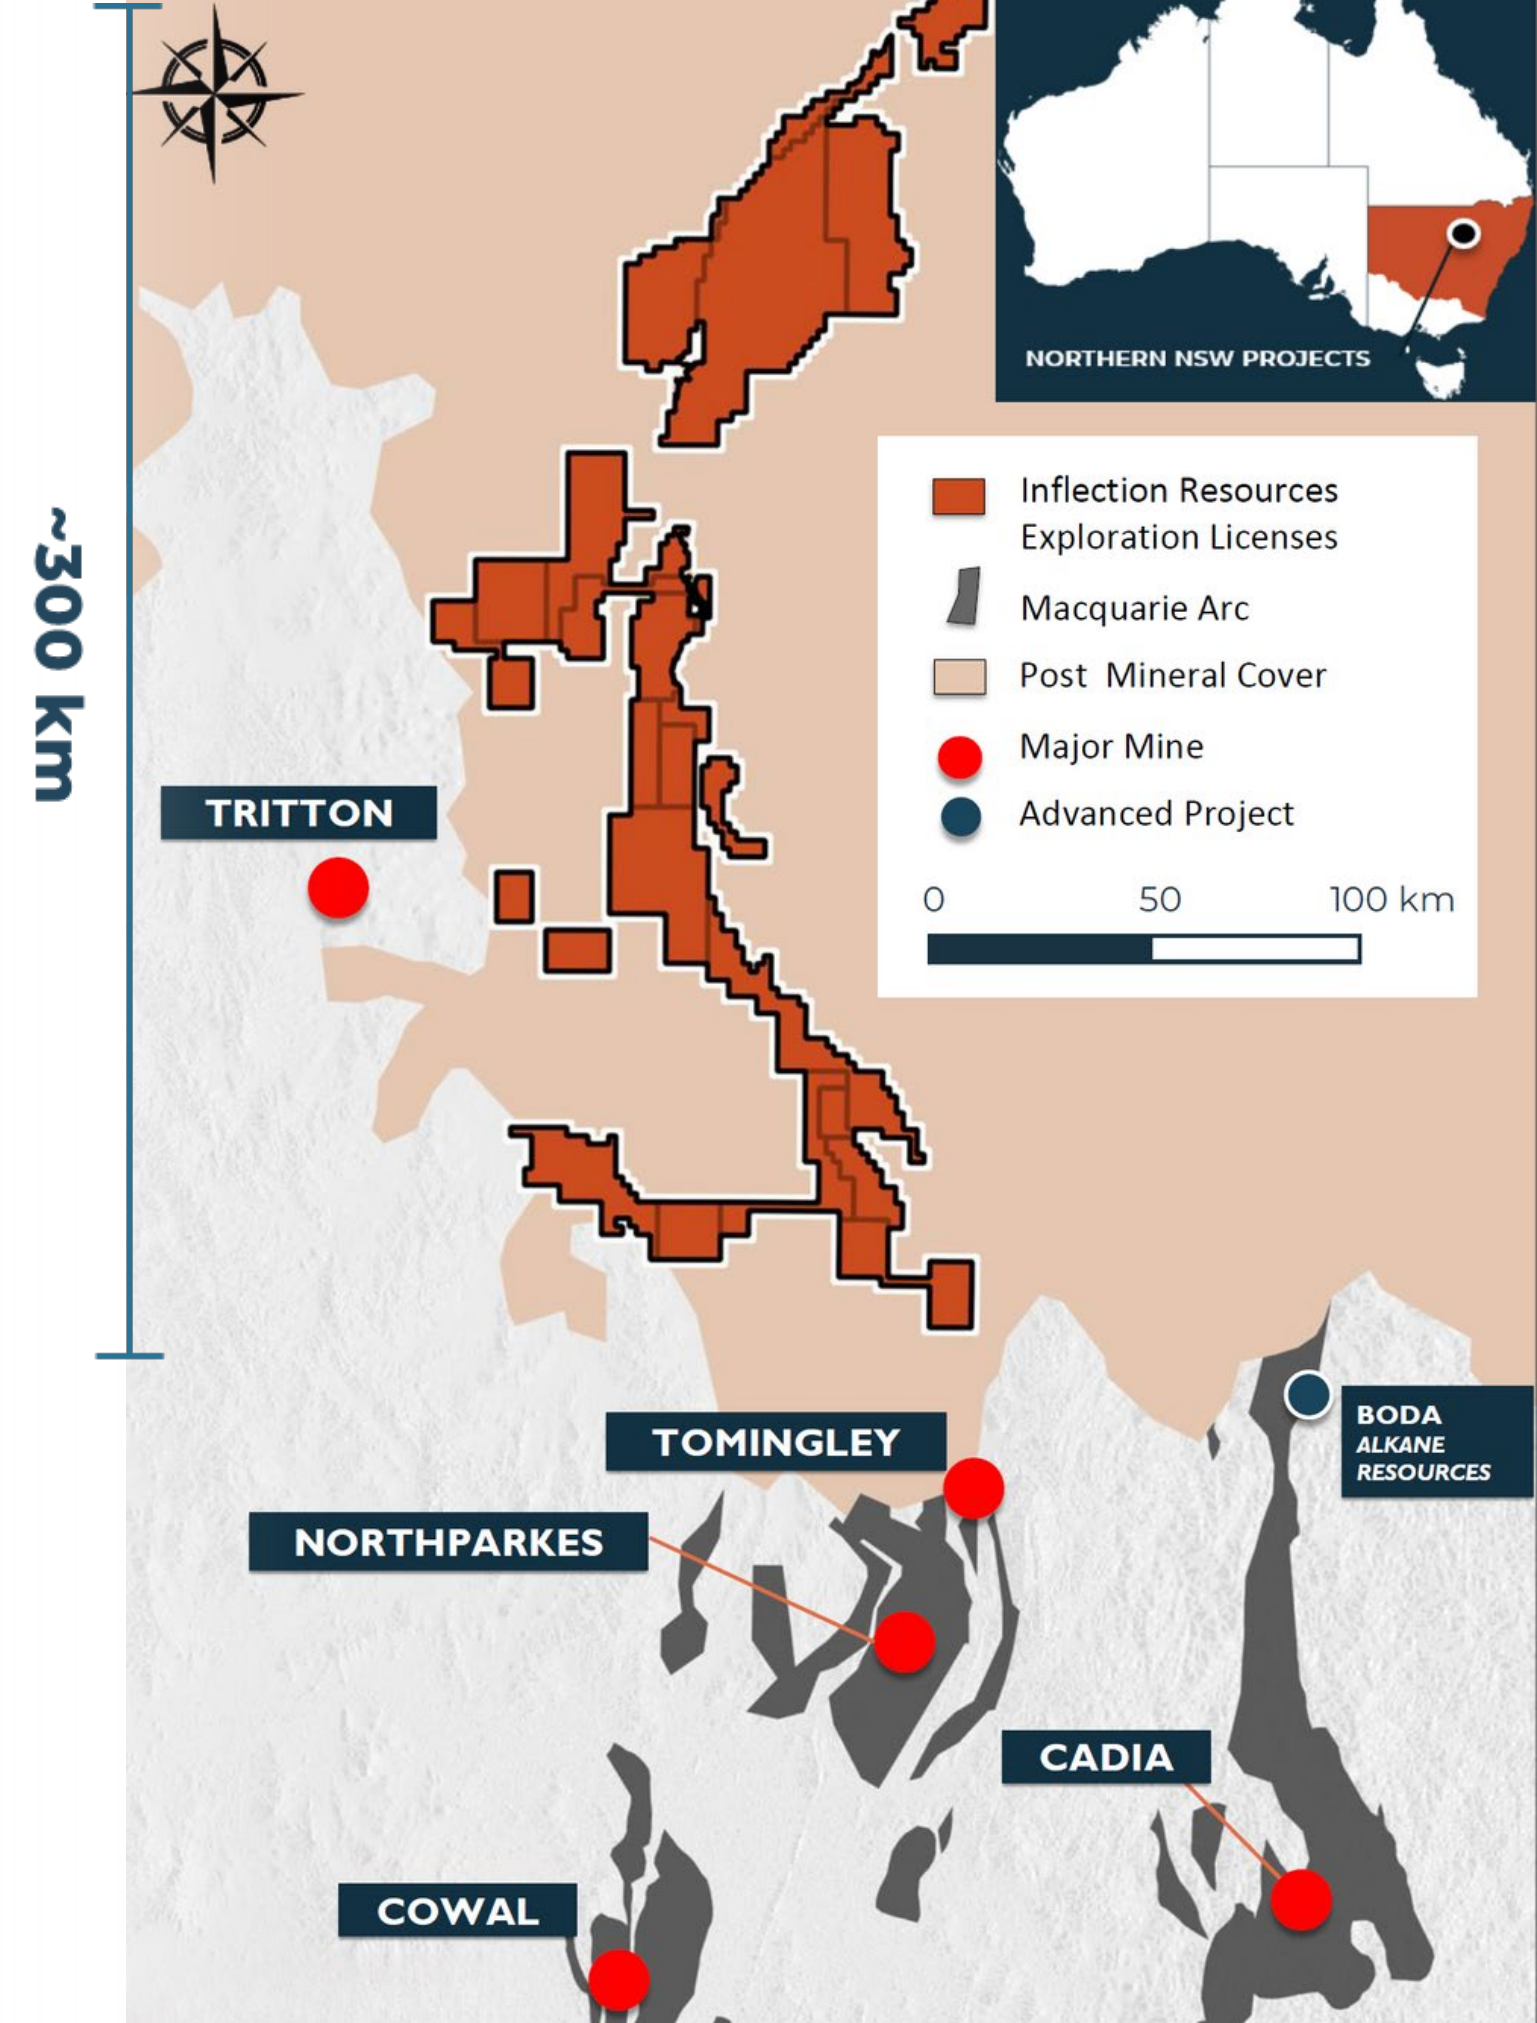 NORTHERN NSW PROJECTS
Inflection Resources
Exploration Licenses
Macquarie Arc
Post Mineral Cover
Major Mine
Advanced Project
0 50 100 km
~300 km
TRITTON
TOMINGLEY
BODA
ALKANE
RESOURCES
NORTHPARKES
CADIA
COWAL